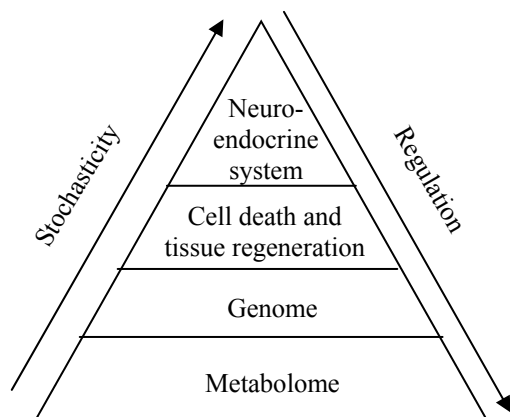 Neuro-
endocrine
system
Stochasticity
Regulation
Cell death and
tissue regeneration
Genome
Metabolome